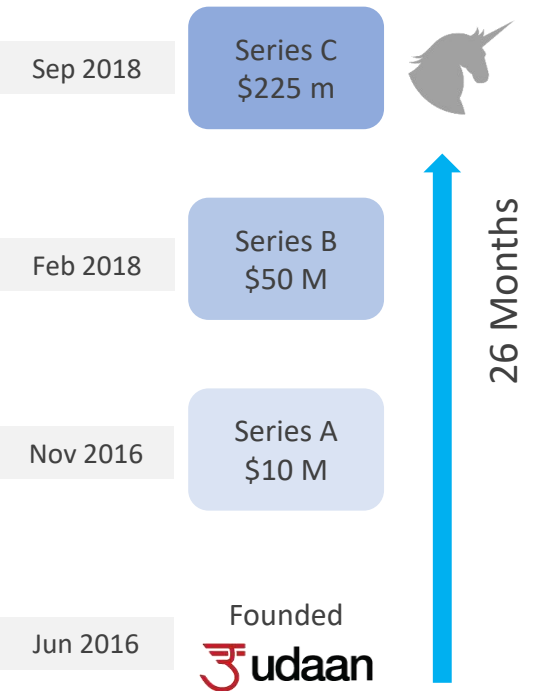 Sep 2018
Series C
$225 m
Feb 2018
Series B
$50 M
26 Months
Nov 2016
Series A
$10 M
Jun 2016
Founded
udaan